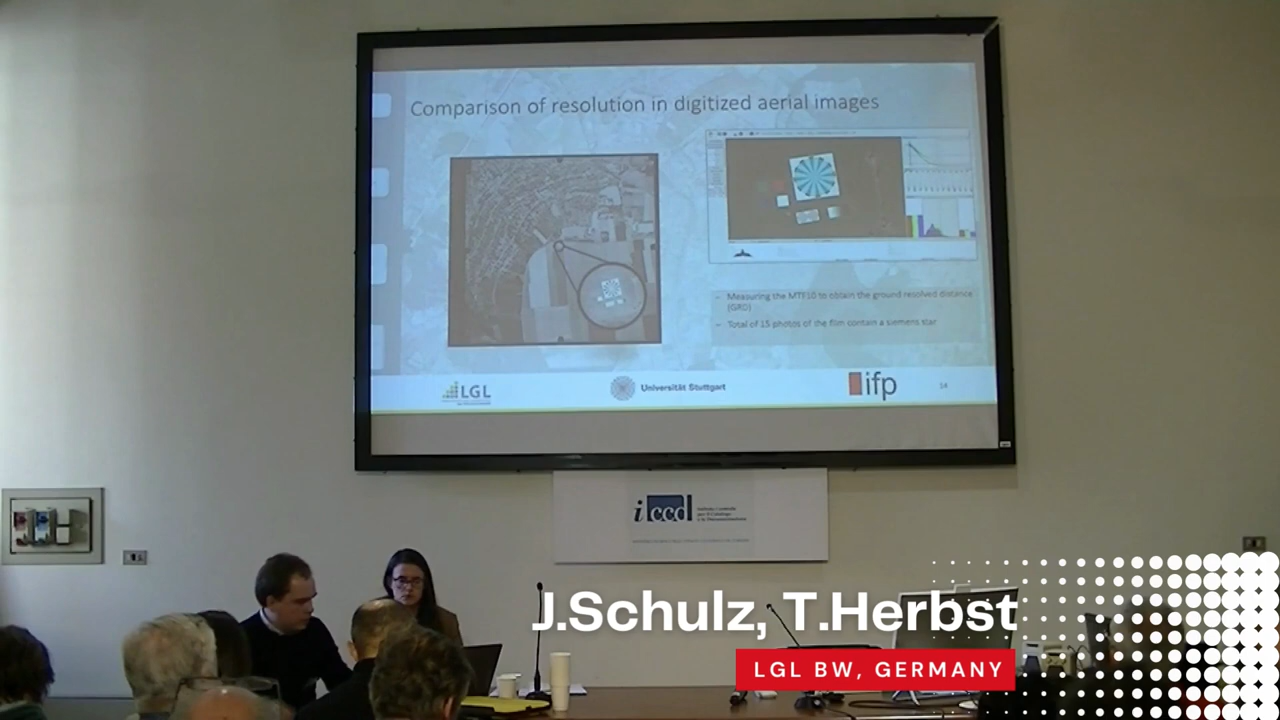 Comparison of resolution in digitized aerial images
- Measuring the MTF10 to obtain the ground resolved distance
(GRD)
- Total of 15 photos of the film contain a siemens star
LGL
Universität Stuttgart
ifp
14
iccd
J.Schulz, T.Herbst
LGL BW, GERMANY